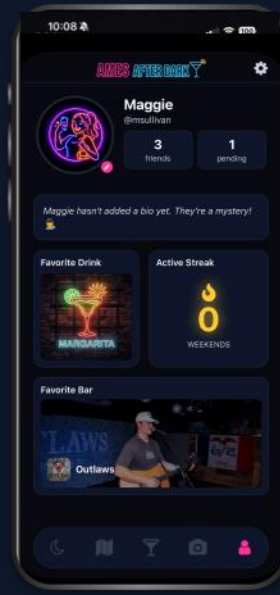 10:08
AMES AFTER DARK
Maggie
@msullivan
3
friends
1
pending
Maggie hasn't added a bio yet. They're a mystery!
Favorite Drink
MARGARITA
Active Streak
0
WEEKENDS
Favorite Bar
LAWS
Outlaws